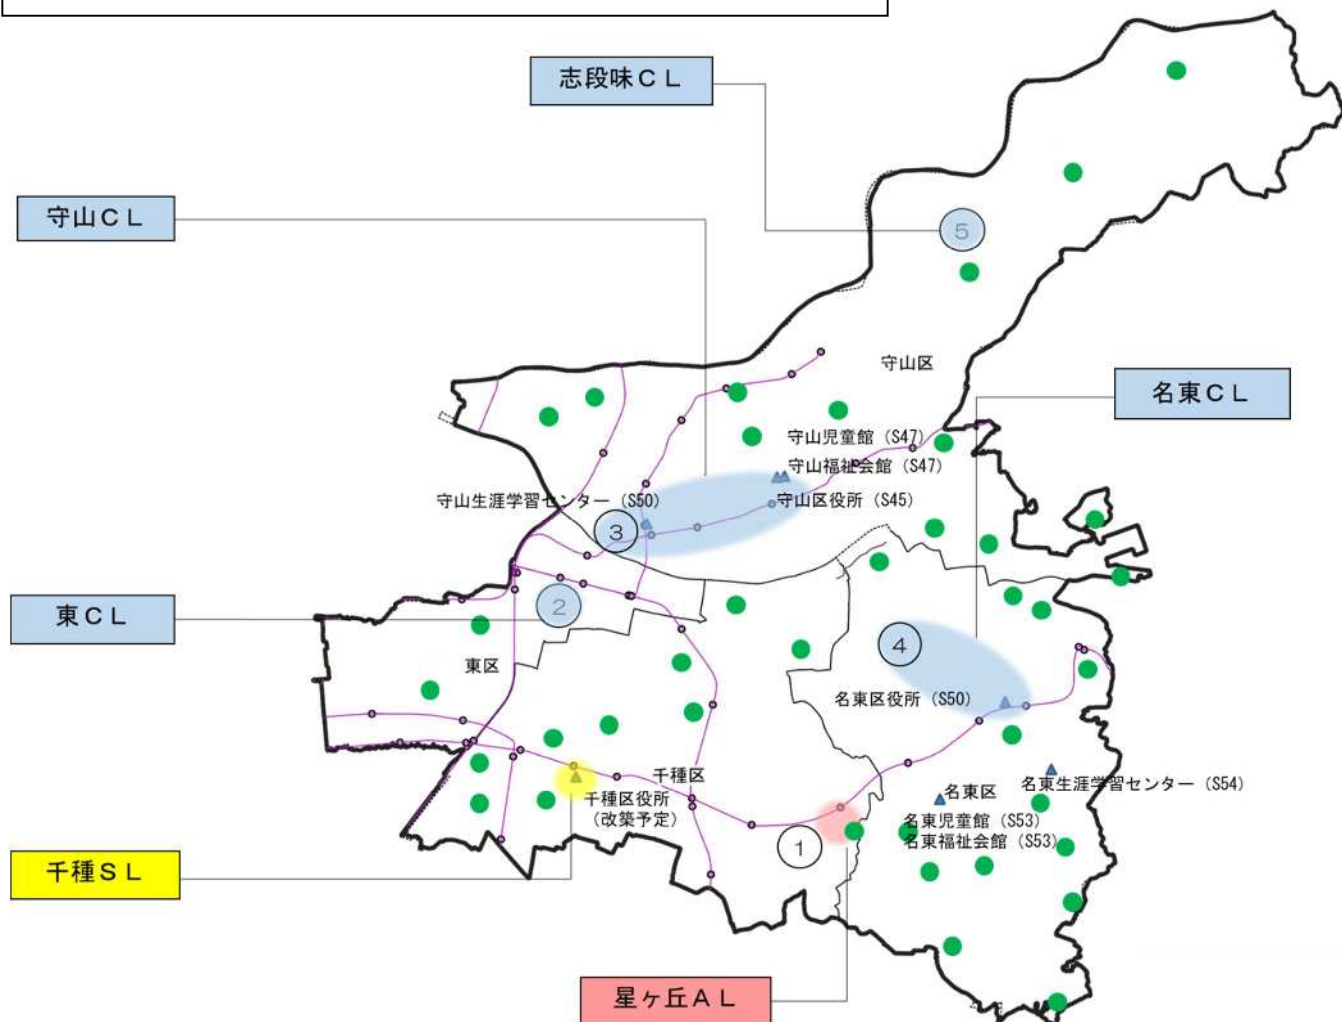 志段味ＣＬ
守山ＣＬ
⑤
守山区
名東ＣＬ
守山児童館（S47）
守山福祉会館（S47）
守山生涯学習センター（S50）
守山区役所（S45）
③
東ＣＬ
②
④
東区
名東区役所（S50）
千種区
名東生涯学習センター（S54）
名東区
千種区役所
（改築予定）
名東児童館（S53）
名東福祉会館（S53）
①
千種ＳＬ
星ヶ丘ＡＬ